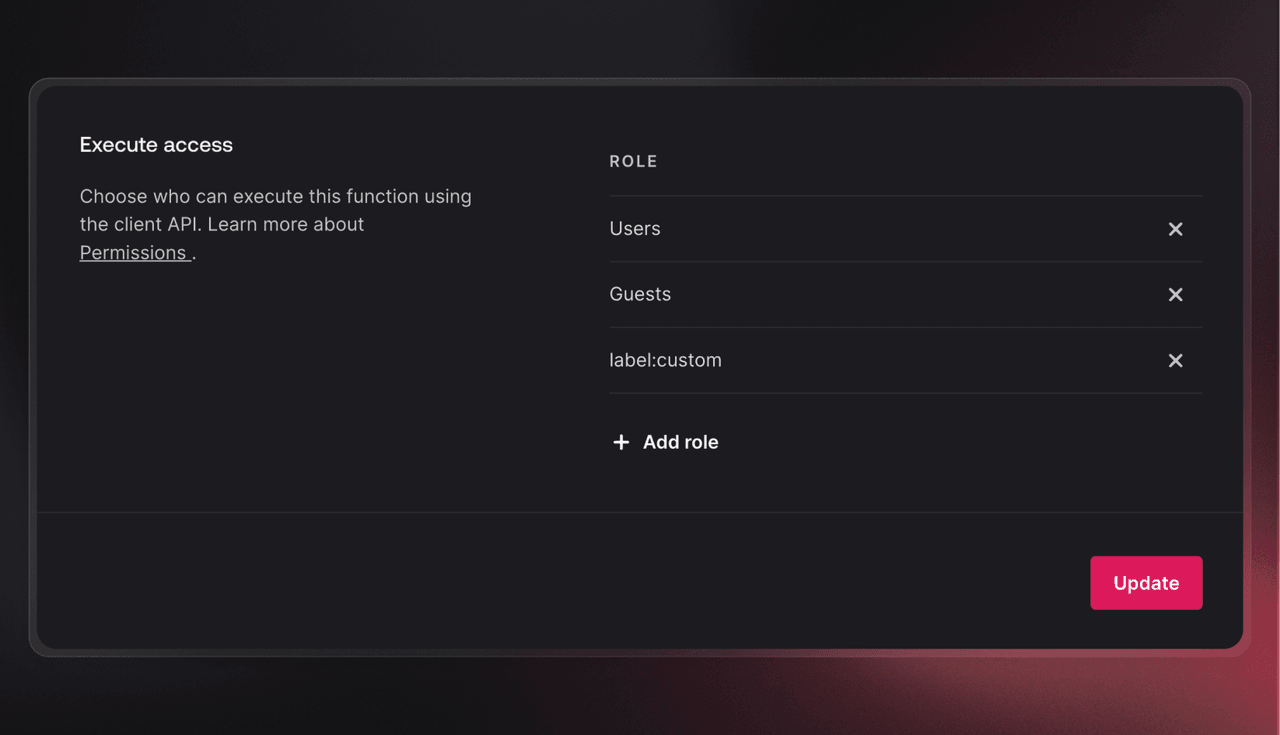 Execute access
Choose who can execute this function using
the client API. Learn more about
Permissions .
ROLE
Users
Guests
label:custom
Add role
Update